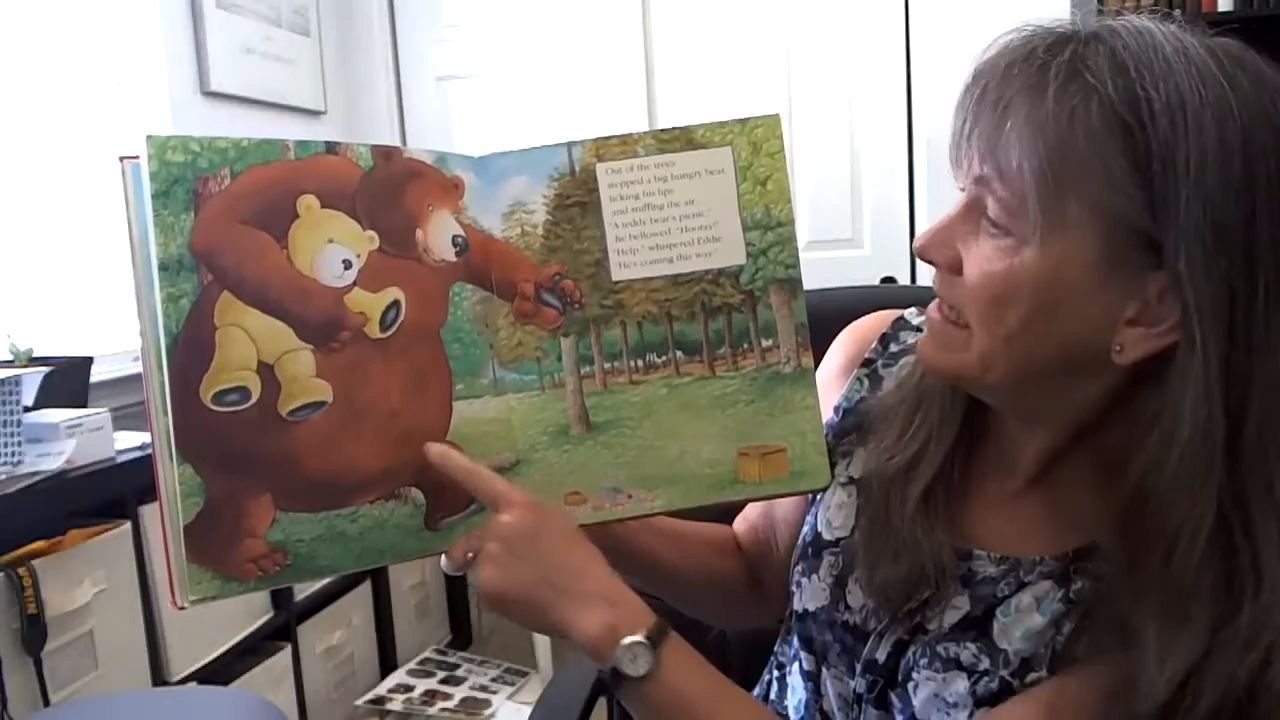 Out of the trees
stepped a big hungry bear,
licking his lips
and sniffing the air.
"A teddy bear's picnic,"
he bellowed. "Hooray!"
"Help," whispered Eddie.
"He's coming this way."
NIKON